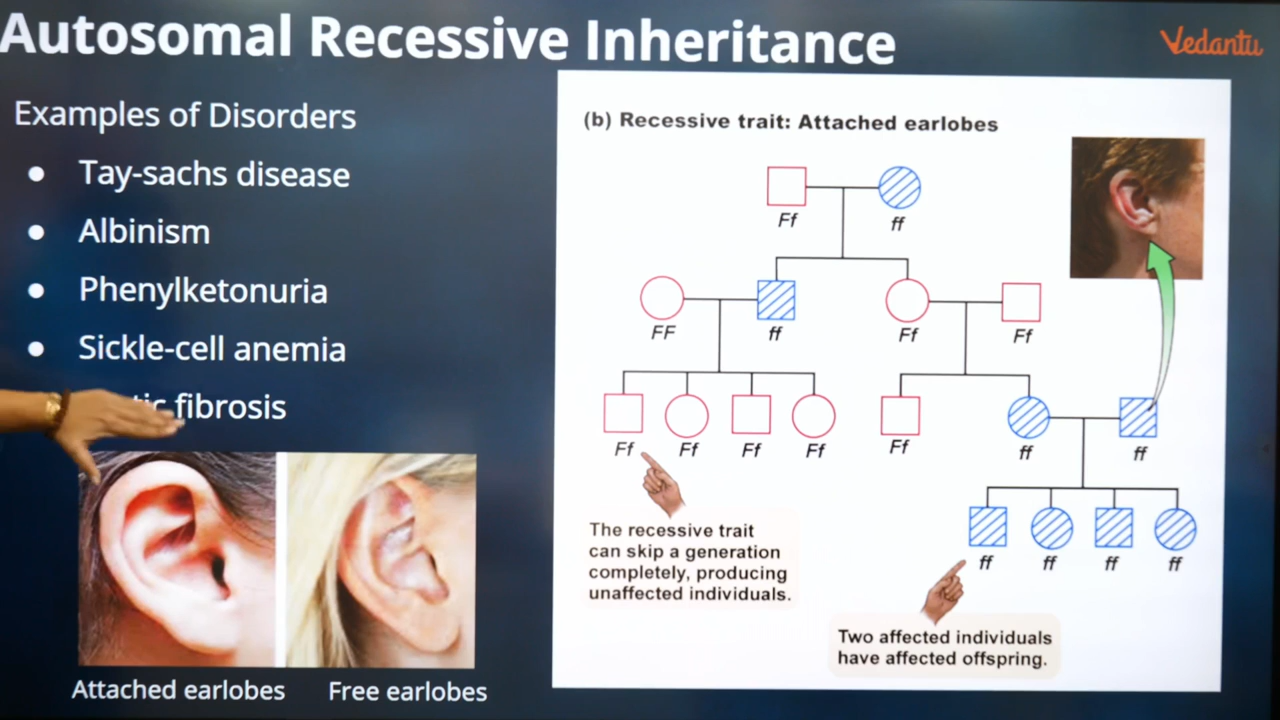 Autosomal Recessive Inheritance
Vedantu
Examples of Disorders
● Tay-sachs disease
● Albinism
● Phenylketonuria
● Sickle-cell anemia
fibrosis
Attached earlobes
Free earlobes
(b) Recessive trait: Attached earlobes
Ff ff
FF ff Ff Ff
Ff Ff Ff Ff Ff ff ff
ff ff ff ff
The recessive trait
can skip a generation
completely, producing
unaffected individuals.
Two affected individuals
have affected offspring.